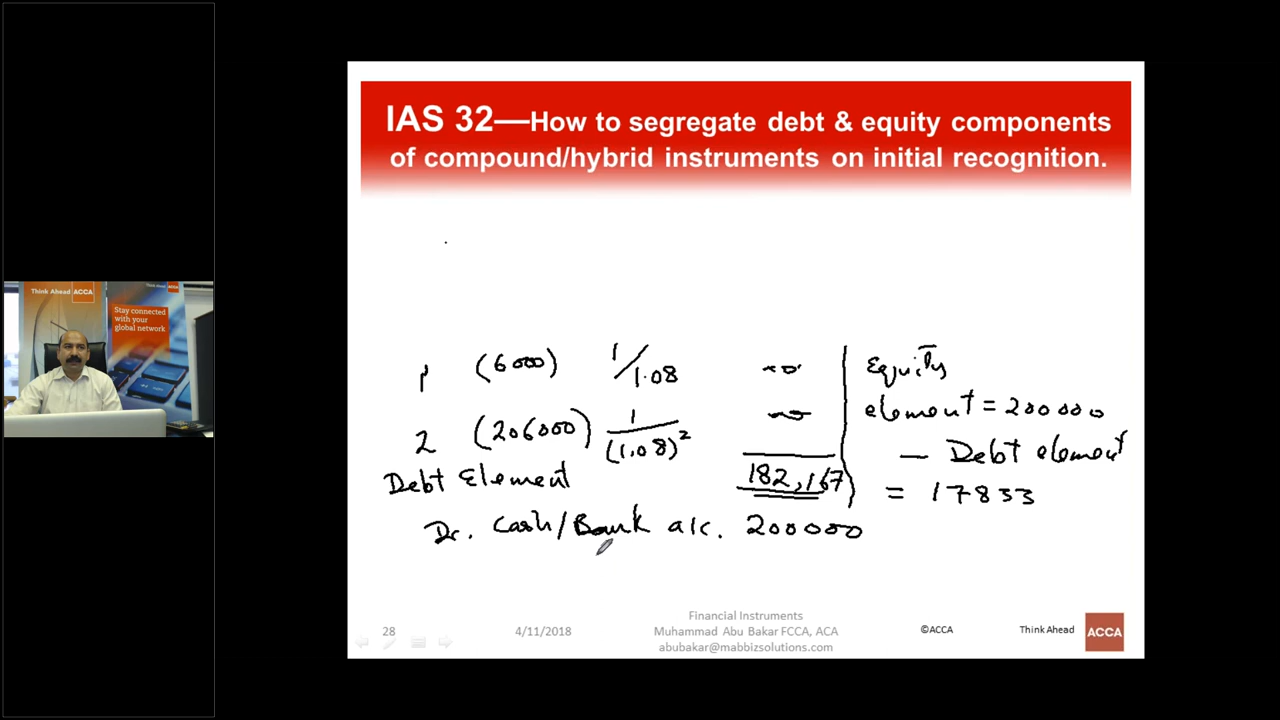 IAS 32—How to segregate debt & equity components
of compound/hybrid instruments on initial recognition.
Think Ahead ACCA
Think Ahead ACCA
Stay connected
with your
global network
1 (6000) 1/1.08
2 (206000) 1/(1.08)²
Debt Element 182,167
Equity
element = 200000
— Debt element
= 17833
Dr. Cash/Bank a/c. 200000
28
4/11/2018
Financial Instruments
Muhammad Abu Bakar FCCA, ACA
abubakar@mabbizsolutions.com
©ACCA
Think Ahead
ACCA